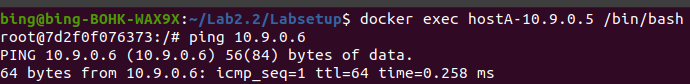 bing@bing-BOHK-WAX9X:~/Lab2.2/Labsetup$ docker exec hostA-10.9.0.5 /bin/bash
root@7d2f0f076373:/# ping 10.9.0.6
PING 10.9.0.6 (10.9.0.6) 56(84) bytes of data.
64 bytes from 10.9.0.6: icmp_seq=1 ttl=64 time=0.258 ms